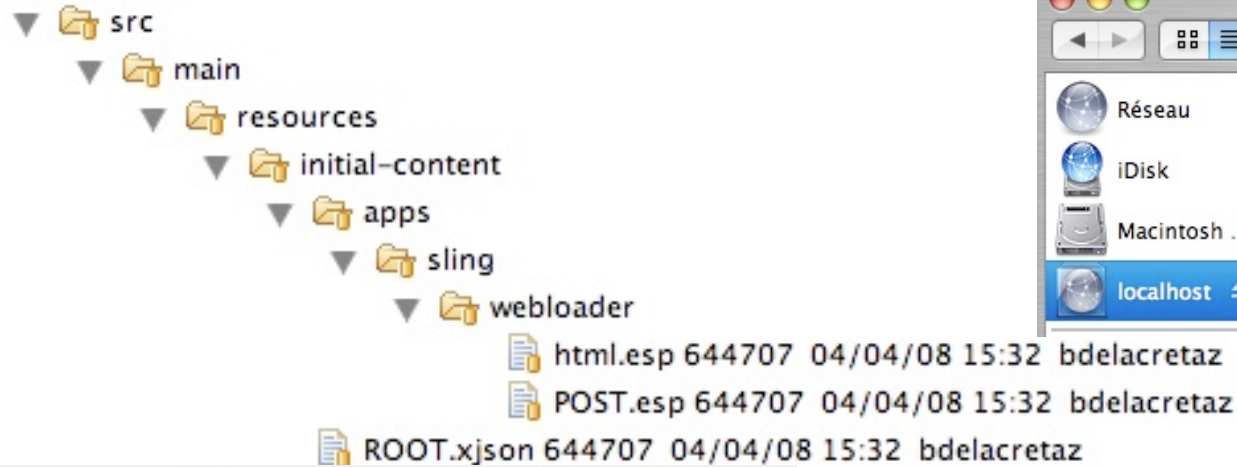 src
main
resources
initial-content
apps
sling
webloader
html.esp 644707 04/04/08 15:32 bdelacretaz
POST.esp 644707 04/04/08 15:32 bdelacretaz
ROOT.xjson 644707 04/04/08 15:32 bdelacretaz
Réseau
iDisk
Macintosh .
localhost